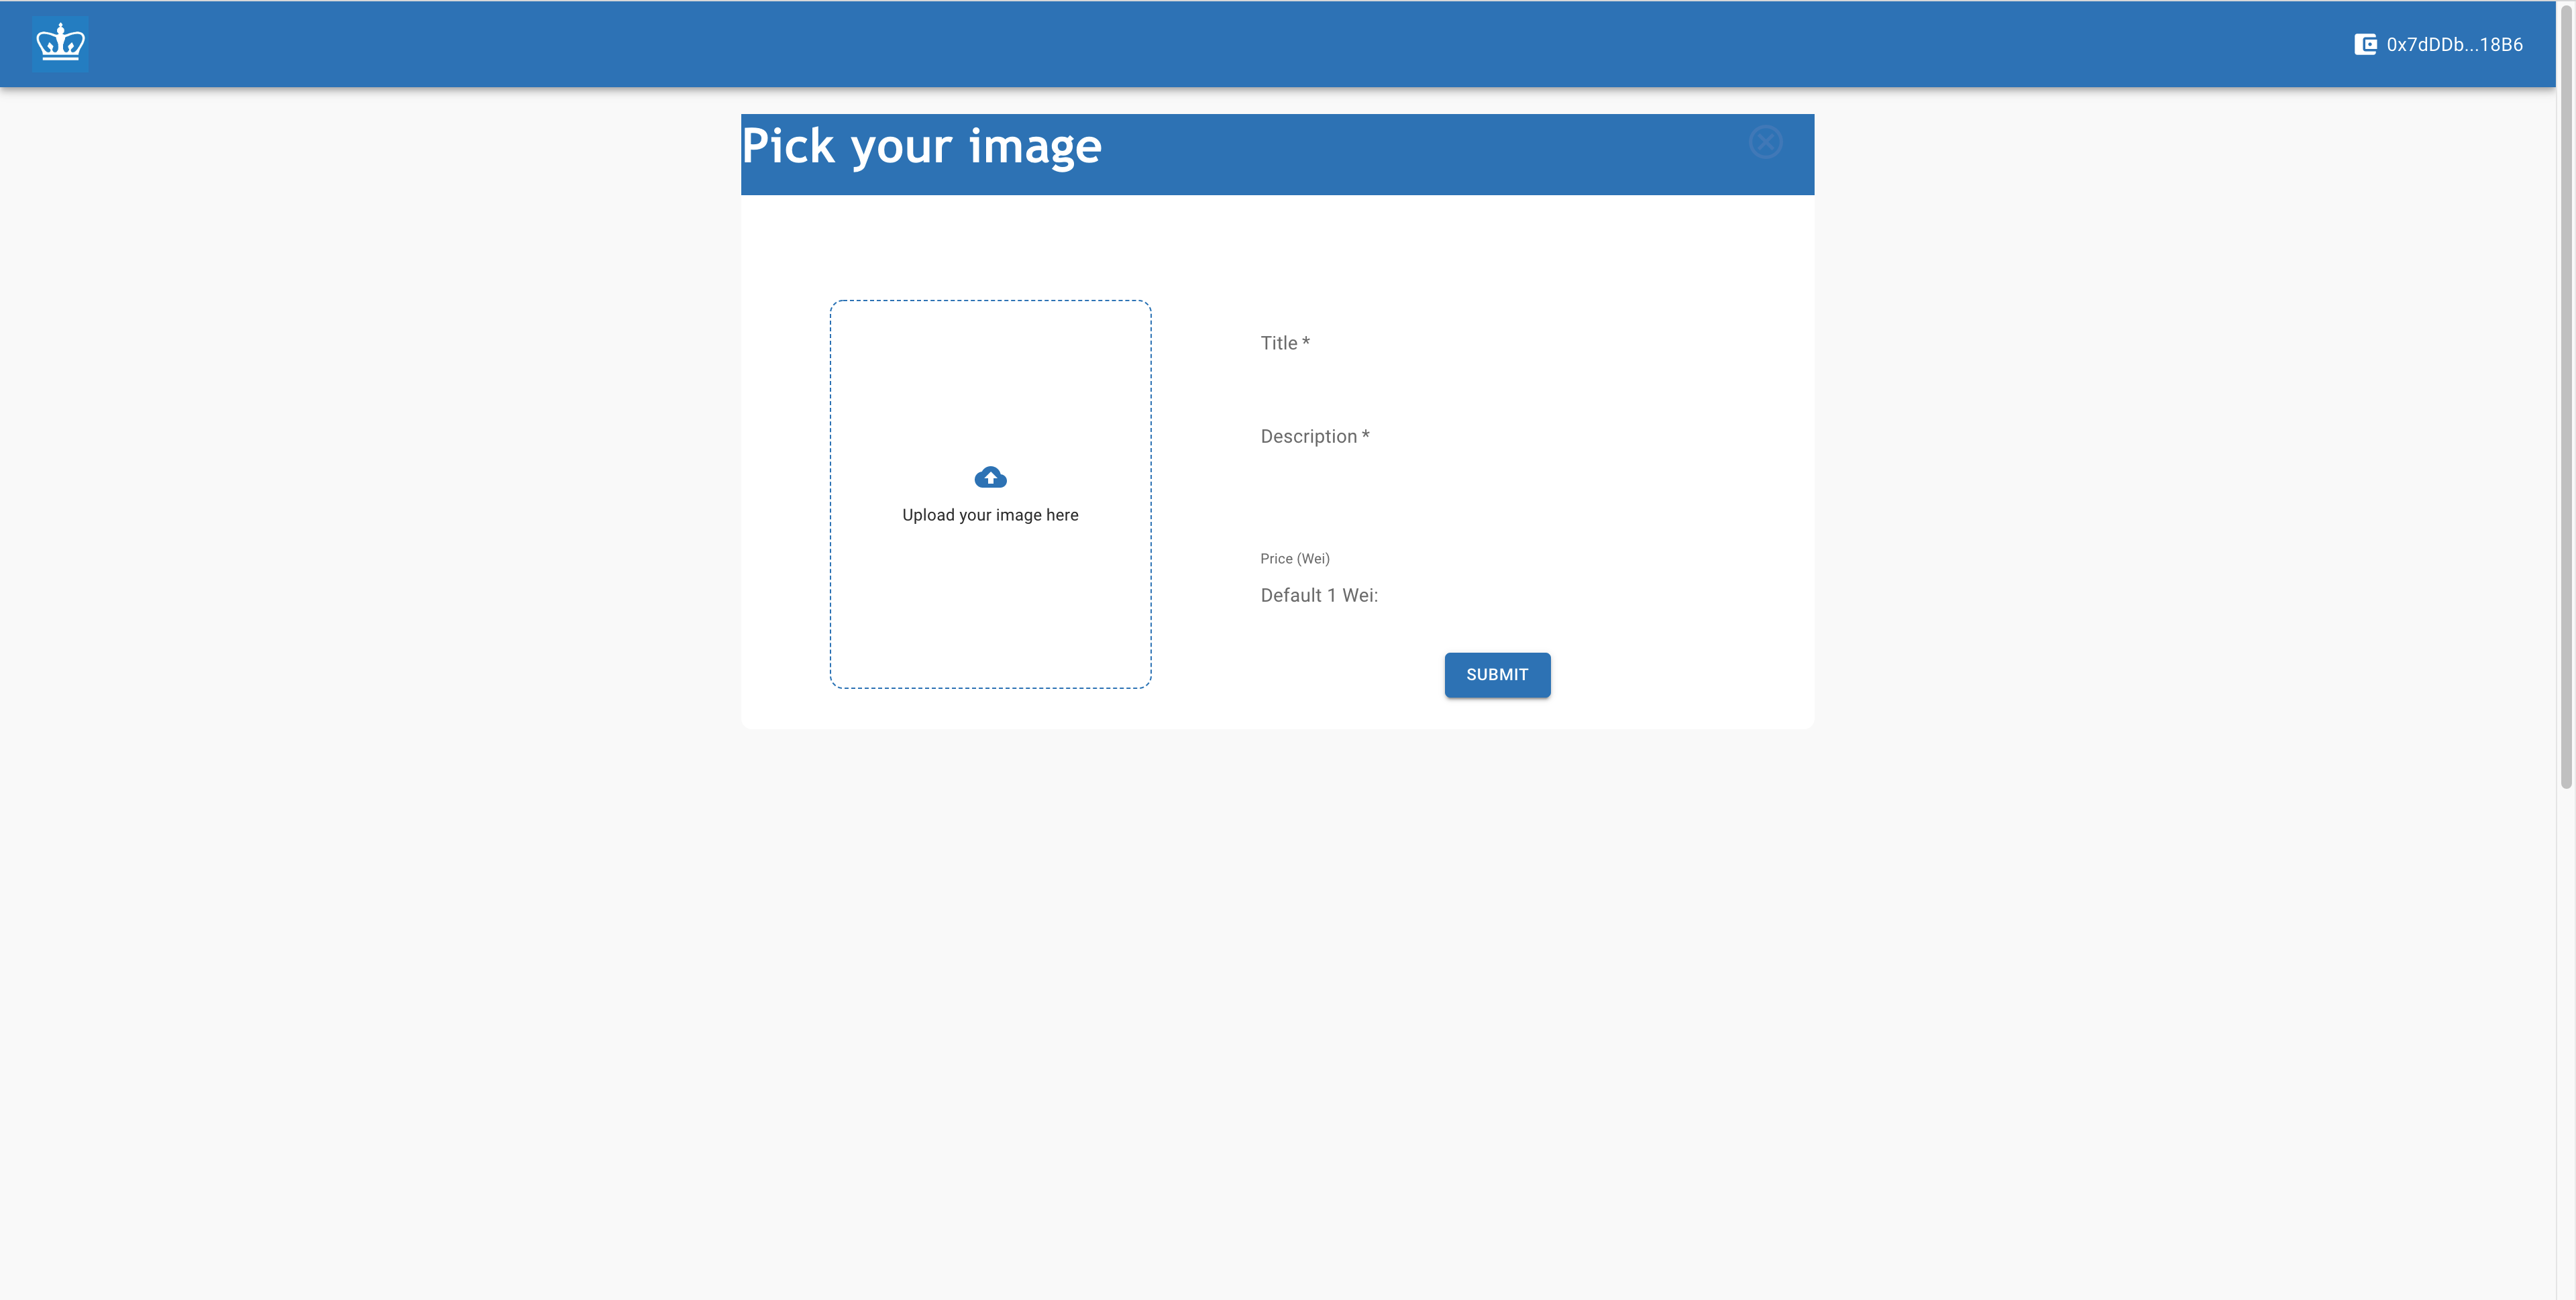 0x7dDDb...18B6
Pick your image
Title *
Description *
Upload your image here
Price (Wei)
Default 1 Wei:
SUBMIT